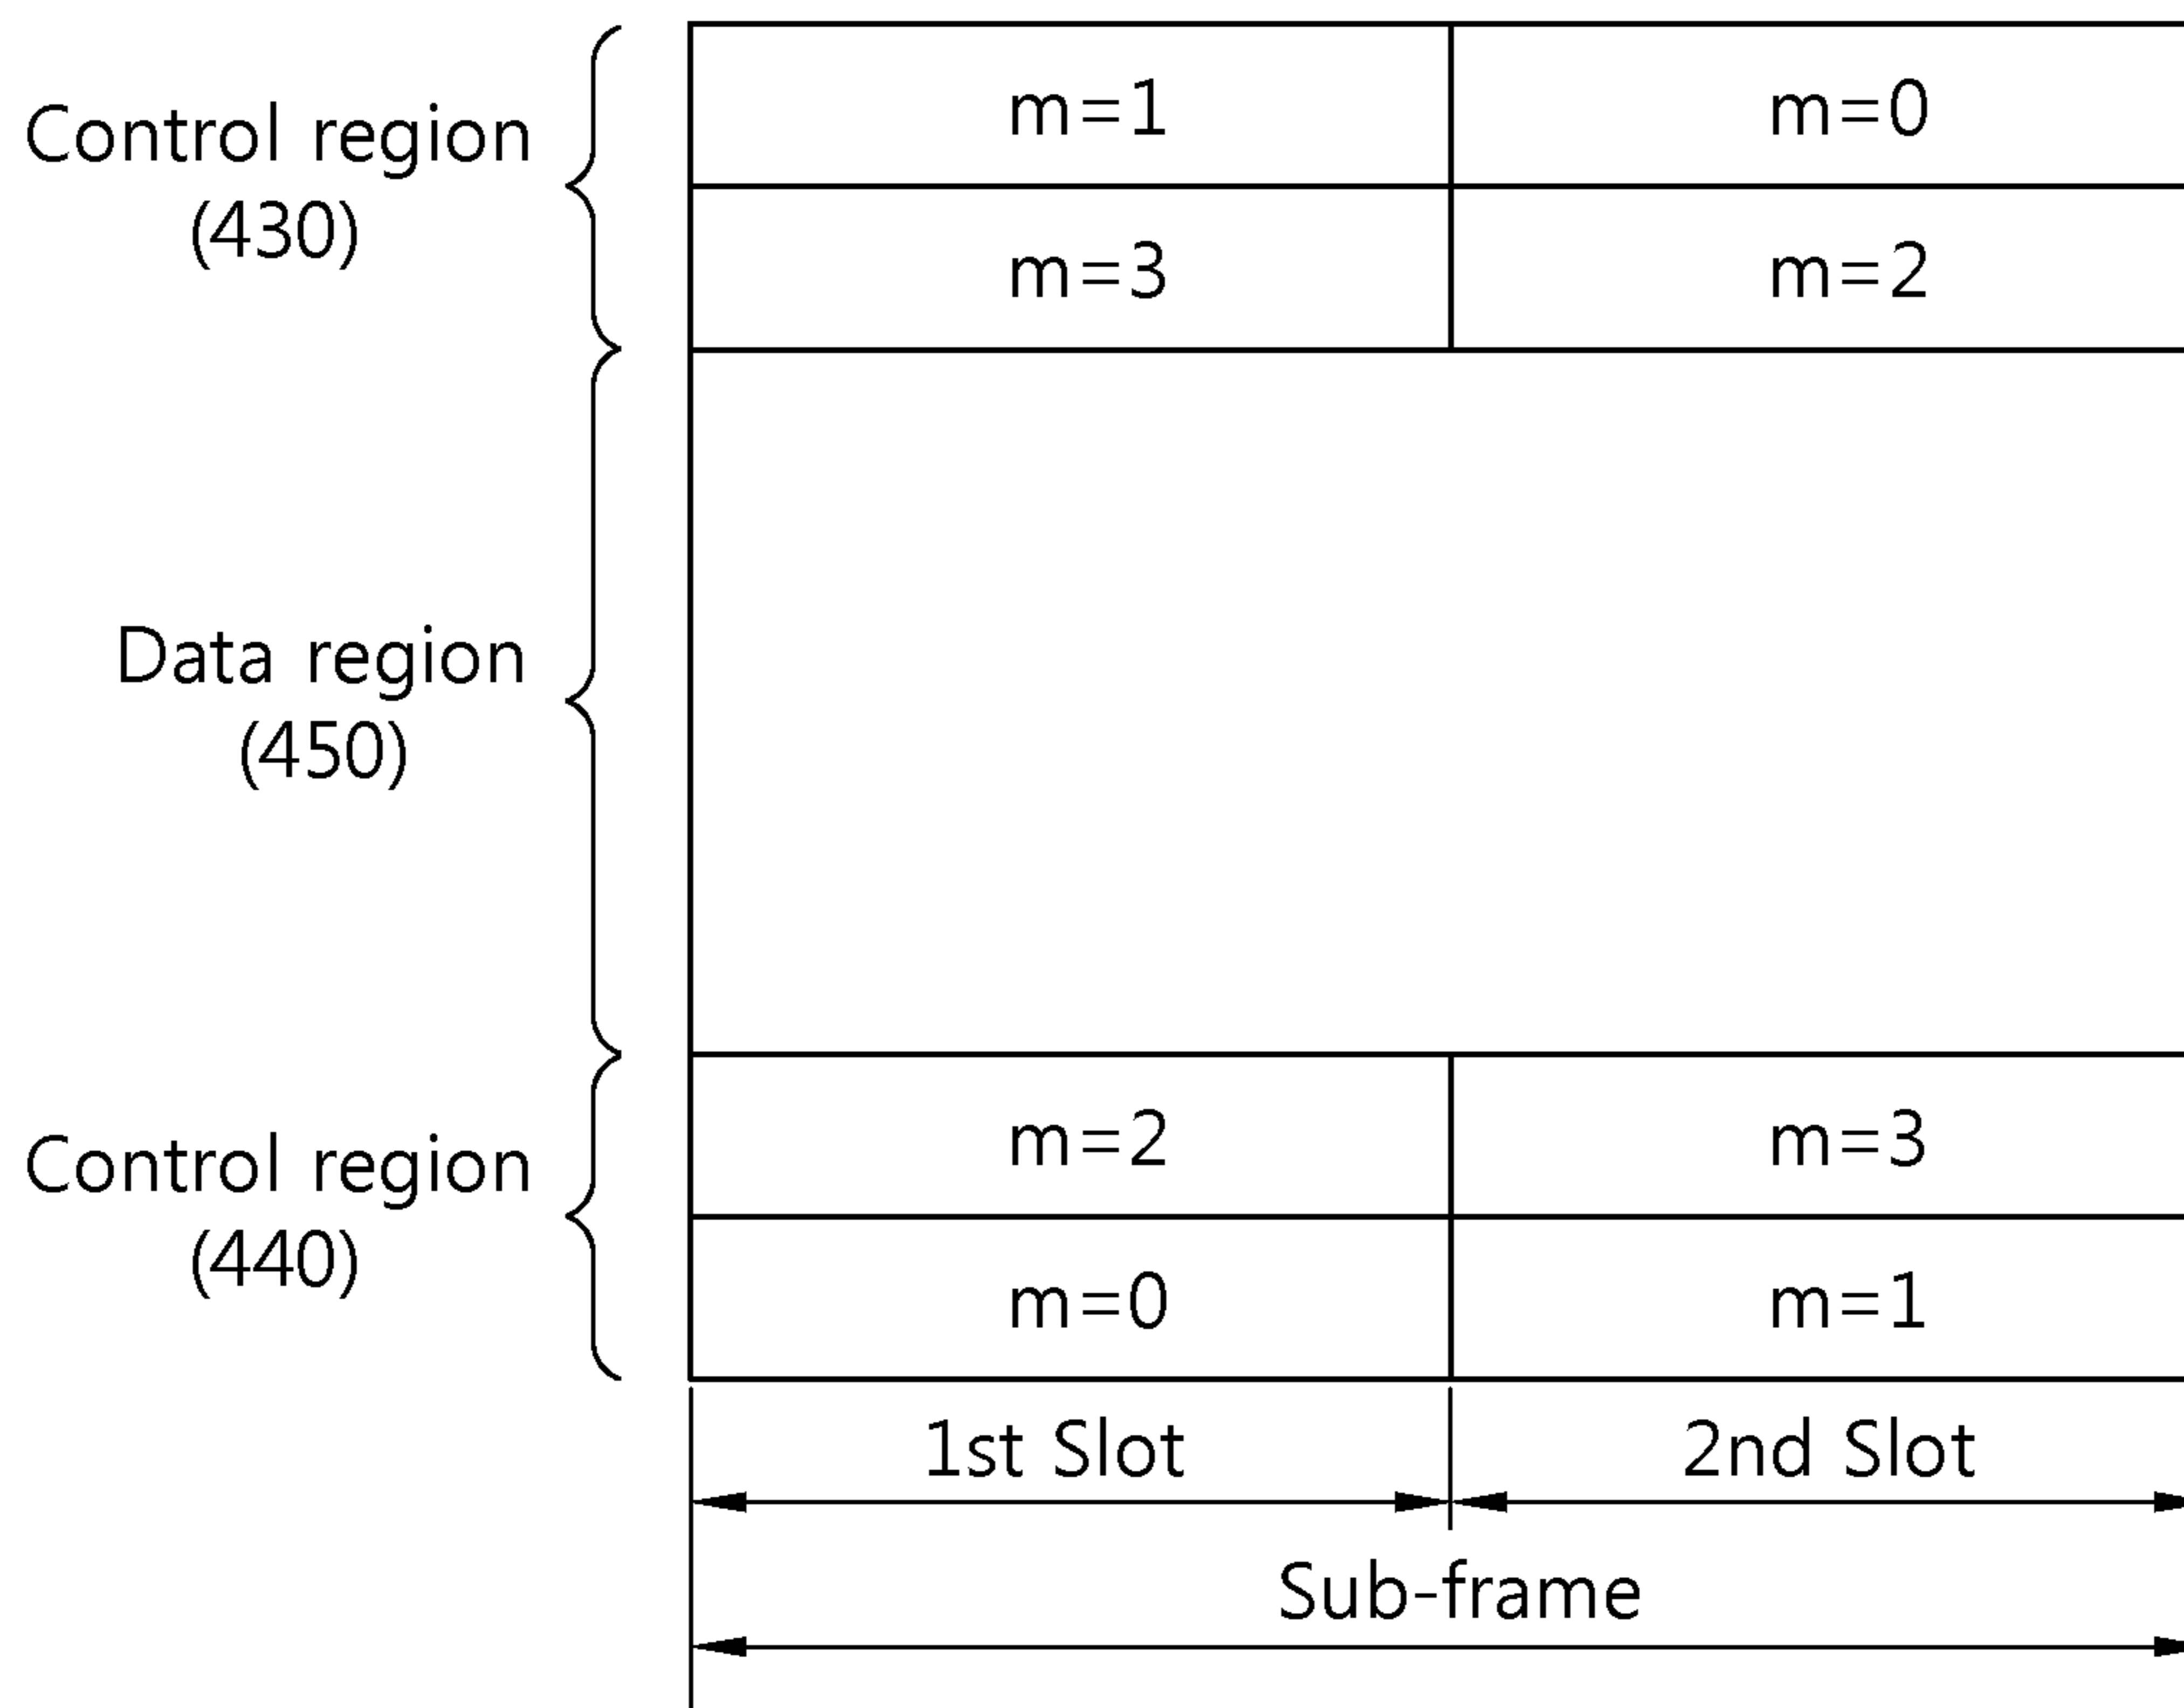 Control region
(430)
m=1
m=0
m=3
m=2
Data region
(450)
Control region
(440)
m=2
m=3
m=0
m=1
1st Slot
2nd Slot
Sub-frame